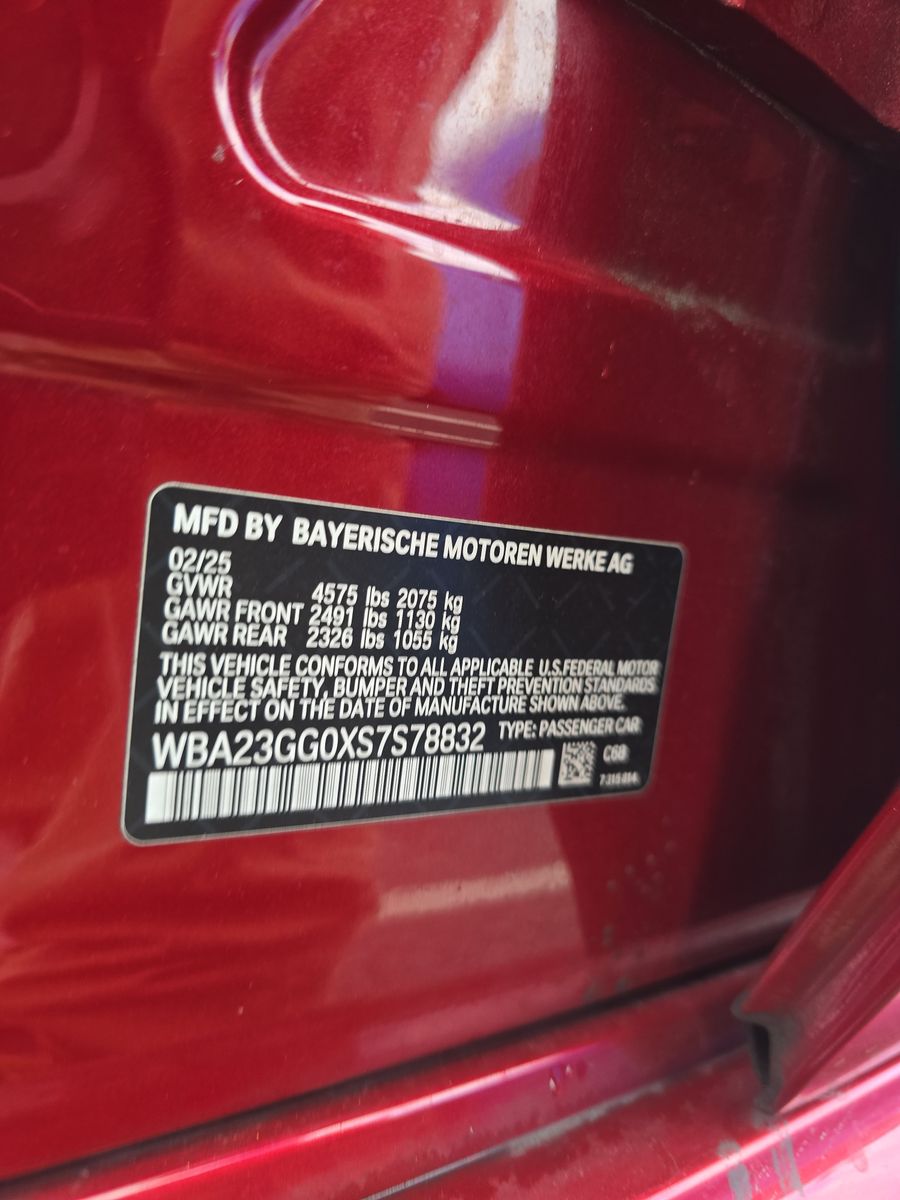 MFD BY BAYERISCHE MOTOREN WERKE AG
02/25
GVWR 4575 lbs 2075 kg
GAWR FRONT 2491 lbs 1130 kg
GAWR REAR 2326 lbs 1055 kg
THIS VEHICLE CONFORMS TO ALL APPLICABLE U.S.FEDERAL MOTOR
VEHICLE SAFETY, BUMPER AND THEFT PREVENTION STANDARDS
IN EFFECT ON THE DATE OF MANUFACTURE SHOWN ABOVE.
WBA23GG0XS7S78832 TYPE: PASSENGER CAR
C68